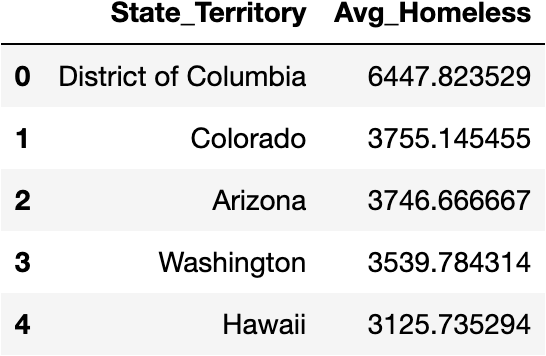 State_Territory Avg_Homeless
0 District of Columbia 6447.823529
1 Colorado 3755.145455
2 Arizona 3746.666667
3 Washington 3539.784314
4 Hawaii 3125.735294